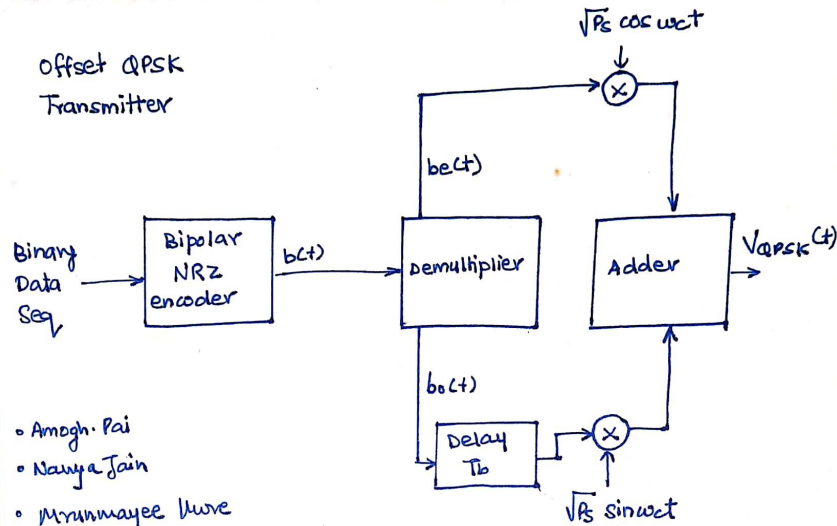 √Ps cos wct
Offset QPSK
Transmitter
be(t)
Binary
Data
Seq
Bipolar
NRZ
encoder
b(t)
Demultiplier
Adder
VQPSK(t)
bo(t)
Delay
Tb
√Ps sinwct
• Amogh. Pai
• Navya Jain
• Mrunmayee